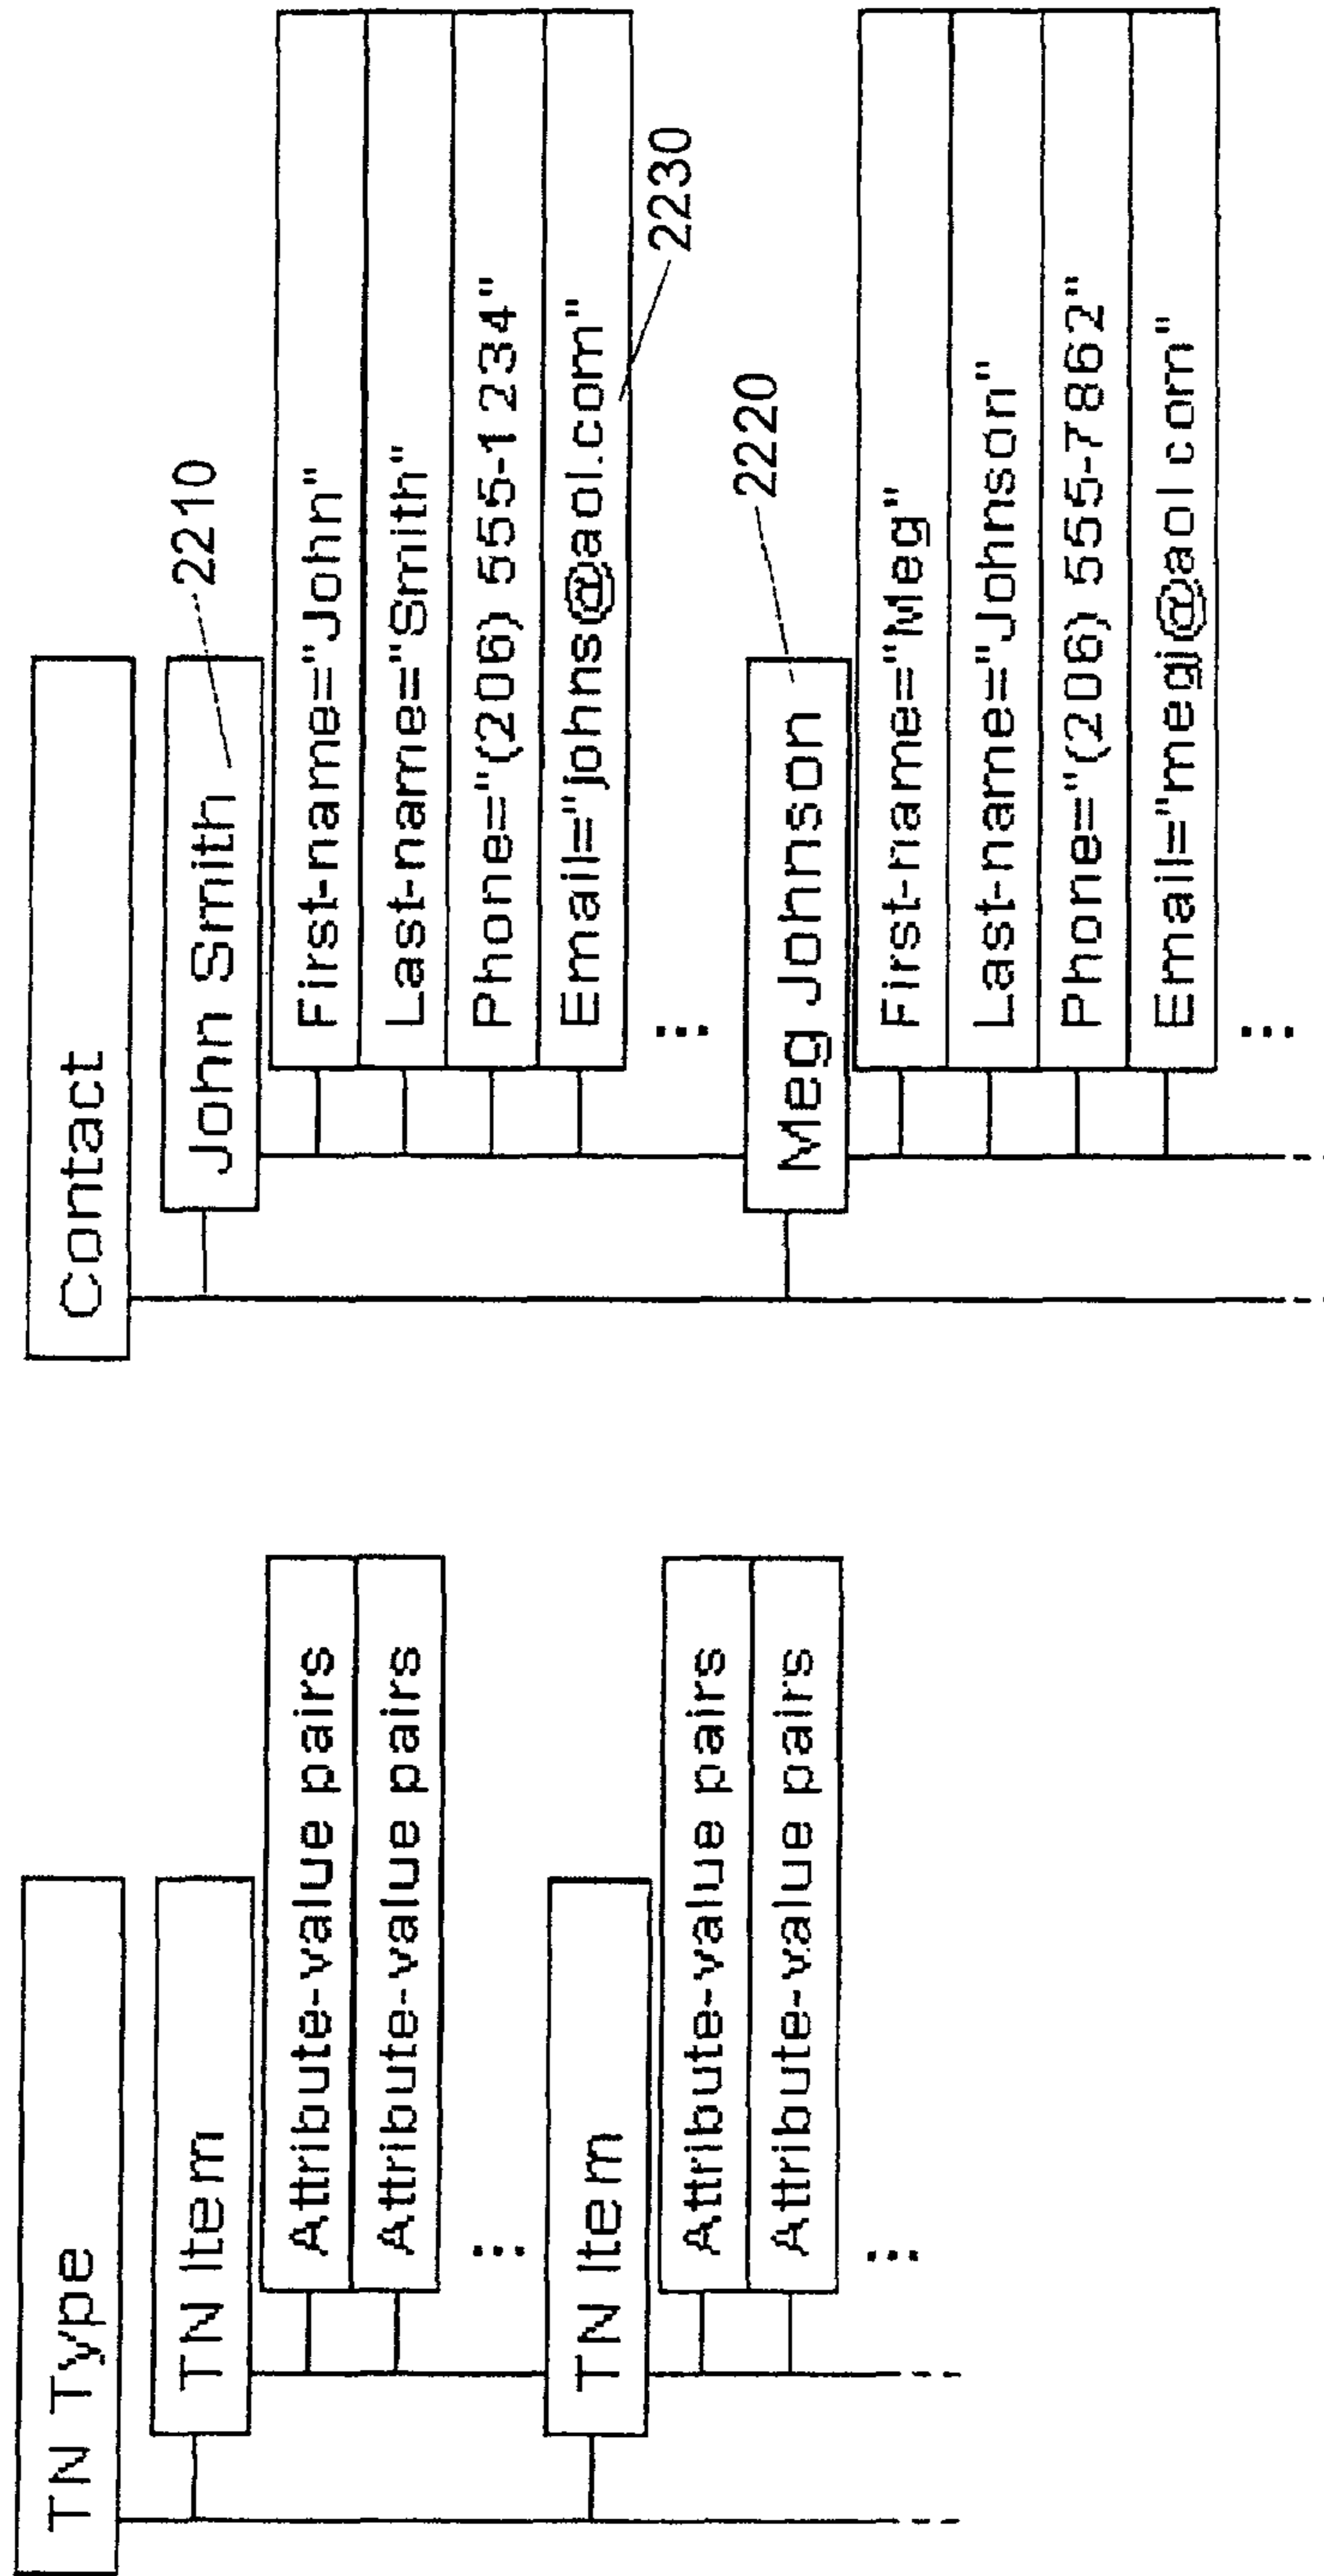 TN Type
TN Item
Attribute-value pairs
Attribute-value pairs
...
TN Item
Attribute-value pairs
Attribute-value pairs
...
Contact
John Smith
2210
First-name="John"
Last-name="Smith"
Phone="(206) 555-1234"
Email="johns@aol.com"
2230
...
Meg Johnson
2220
First-name="Meg"
Last-name="Johnson"
Phone="(206) 555-7862"
Email="megj@aol com"
...